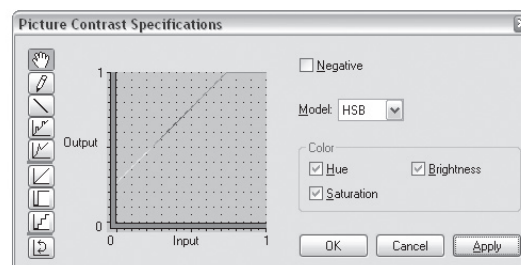 Picture Contrast Specifications
Negative
Model: HSB
Color
Hue
Brightness
Saturation
1
Output
0
0
Input
1
OK
Cancel
Apply